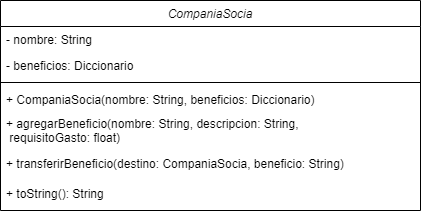 CompaniaSocia
- nombre: String
- beneficios: Diccionario
+ CompaniaSocia(nombre: String, beneficios: Diccionario)
+ agregarBeneficio(nombre: String, descripcion: String,
requisitoGasto: float)
+ transferirBeneficio(destino: CompaniaSocia, beneficio: String)
+ toString(): String